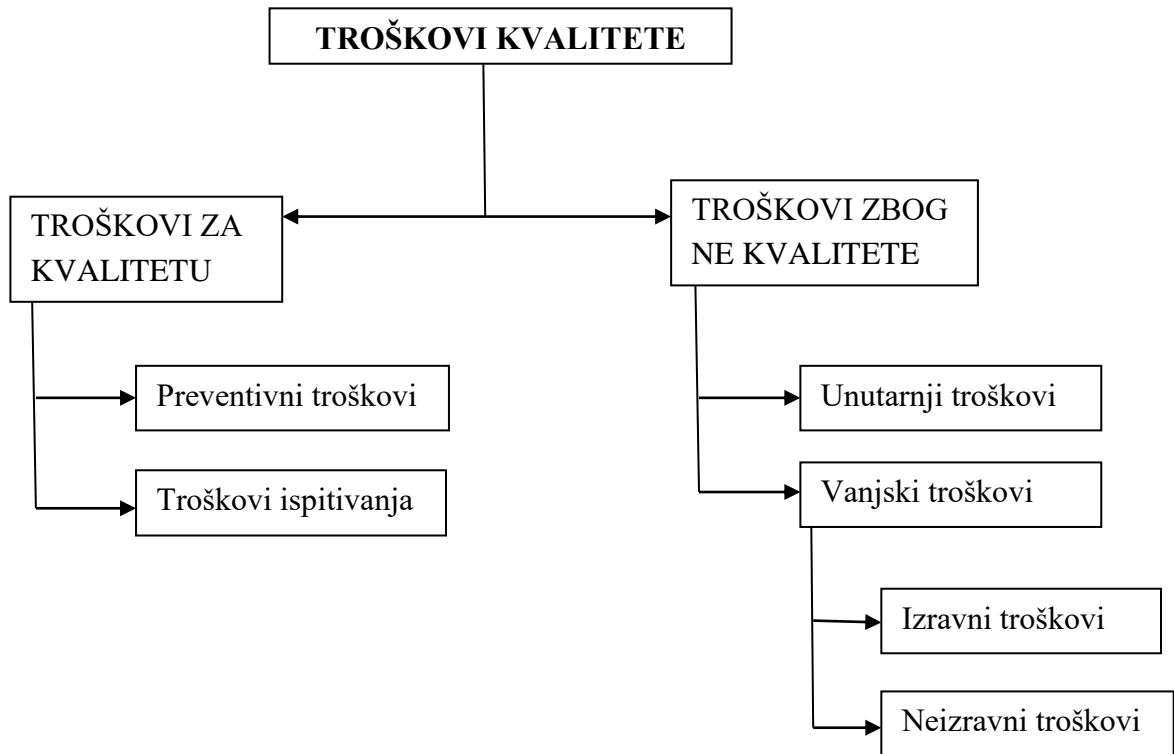 TROŠKOVI KVALITETE
TROŠKOVI ZA
KVALITETU
Preventivni troškovi
Troškovi ispitivanja
TROŠKOVI ZBOG
NE KVALITETE
Unutarnji troškovi
Vanjski troškovi
Izravni troškovi
Neizravni troškovi